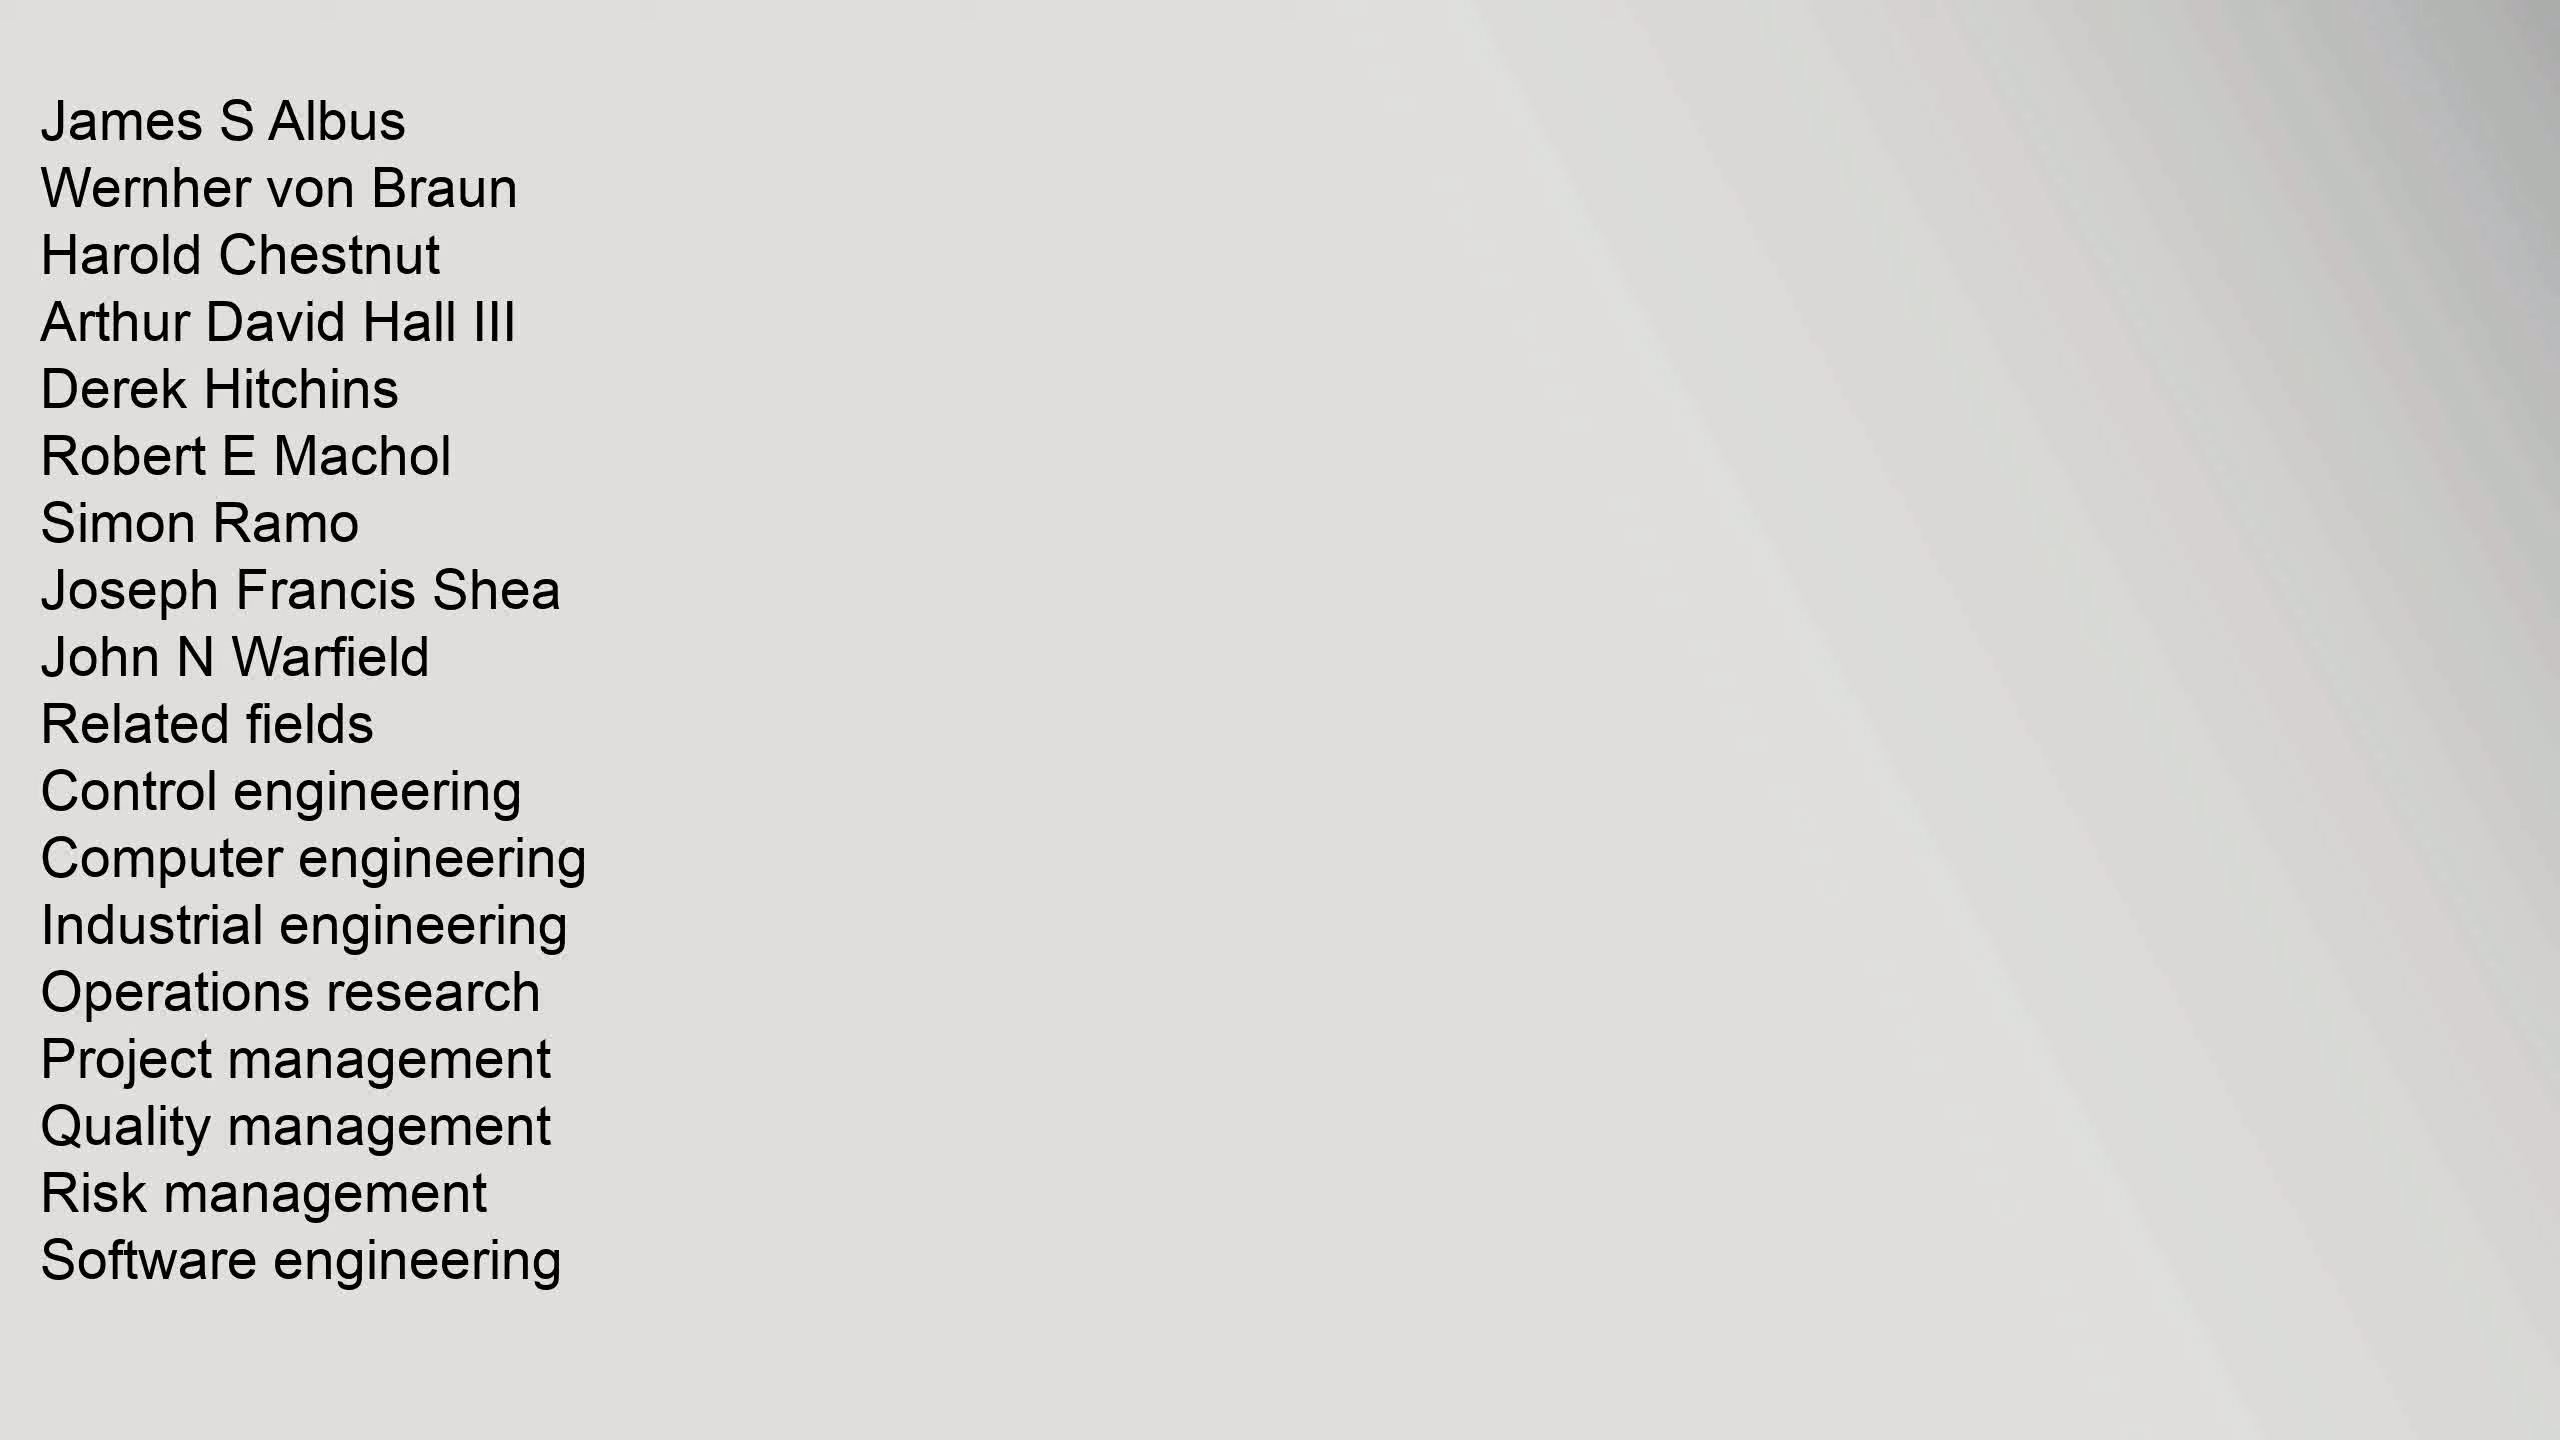 James S Albus
Wernher von Braun
Harold Chestnut
Arthur David Hall III
Derek Hitchins
Robert E Machol
Simon Ramo
Joseph Francis Shea
John N Warfield
Related fields
Control engineering
Computer engineering
Industrial engineering
Operations research
Project management
Quality management
Risk management
Software engineering